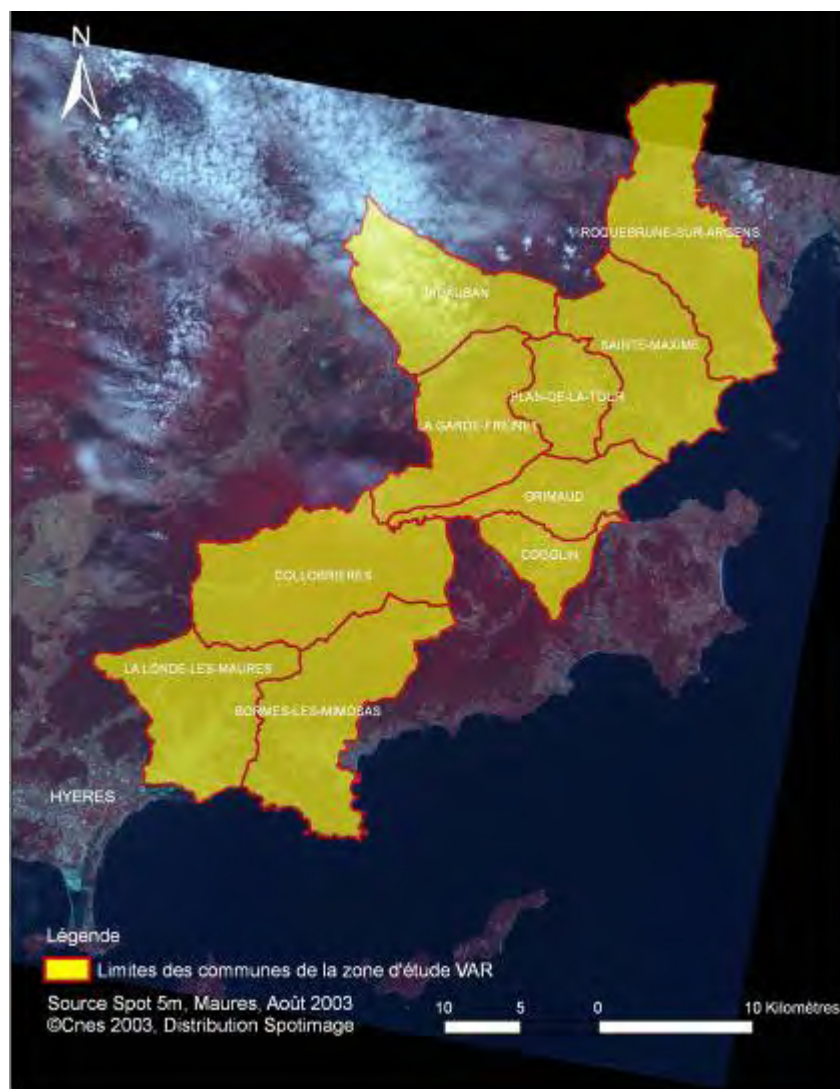 N
ROQUEBRUNE-SUR-ARGENS
VIDAUBAN
SAINTE-MAXIME
PLAN-DE-LA-TOUR
LA GARDE-FREINET
GRIMAUD
COGOLIN
COLLOBRIERES
LA LONDE-LES-MAURES
BORMES-LES-MIMOSAS
HYERES
Légende
Limites des communes de la zone d'étude VAR
Source Spot 5m, Maures, Août 2003
©Cnes 2003, Distribution Spotimage
10 5 0 10 Kilomètres